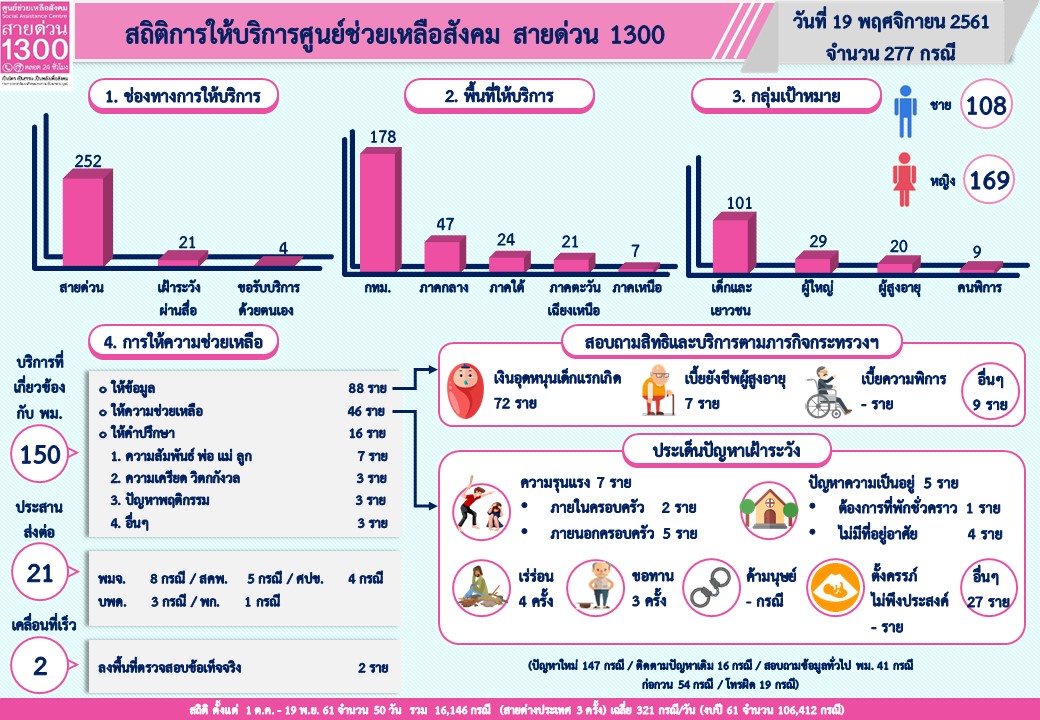 ศูนย์ช่วยเหลือสังคม
Social Assistance Centre
สายด่วน
1300
ตลอด 24 ชั่วโมง
สถิติการให้บริการศูนย์ช่วยเหลือสังคม สายด่วน 1300
วันที่ 19 พฤศจิกายน 2561
จำนวน 277 กรณี
1. ช่องทางการให้บริการ
252
21
4
สายด่วน
เฝ้าระวัง
ผ่านสื่อ
ขอรับบริการ
ด้วยตนเอง
2. พื้นที่ให้บริการ
178
47
24
21
7
กทม.
ภาคกลาง
ภาคใต้
ภาคตะวัน
เฉียงเหนือ
ภาคเหนือ
3. กลุ่มเป้าหมาย
ชาย 108
หญิง 169
101
29
20
9
เด็กและ
เยาวชน
ผู้ใหญ่
ผู้สูงอายุ
คนพิการ
4. การให้ความช่วยเหลือ
บริการที่
เกี่ยวข้อง
กับ พม.
150
ให้ข้อมูล 88 ราย
ให้ความช่วยเหลือ 46 ราย
ให้คำปรึกษา 16 ราย
1. ความสัมพันธ์ พ่อ แม่ ลูก 7 ราย
2. ความเครียด วิตกกังวล 3 ราย
3. ปัญหาพฤติกรรม 3 ราย
4. อื่นๆ 3 ราย
ประสาน
ส่งต่อ
21
พมจ. 8 กรณี / สคพ. 5 กรณี / ศปข. 4 กรณี
บพด. 3 กรณี / พก. 1 กรณี
เคลื่อนที่เร็ว
2
ลงพื้นที่ตรวจสอบข้อเท็จจริง 2 ราย
สอบถามสิทธิและบริการตามภารกิจกระทรวงฯ
เงินอุดหนุนเด็กแรกเกิด
72 ราย
เบี้ยยังชีพผู้สูงอายุ
7 ราย
เบี้ยความพิการ
- ราย
อื่นๆ
9 ราย
ประเด็นปัญหาเฝ้าระวัง
ความรุนแรง 7 ราย
• ภายในครอบครัว 2 ราย
• ภายนอกครอบครัว 5 ราย
ปัญหาความเป็นอยู่ 5 ราย
• ต้องการที่พักชั่วคราว 1 ราย
• ไม่มีที่อยู่อาศัย 4 ราย
เร่ร่อน
4 ครั้ง
ขอทาน
3 ครั้ง
ค้ามนุษย์
- กรณี
ตั้งครรภ์
ไม่พึงประสงค์
- ราย
อื่นๆ
27 ราย
(ปัญหาใหม่ 147 กรณี / ติดตามปัญหาเดิม 16 กรณี / สอบถามข้อมูลทั่วไป พม. 41 กรณี
ก่อกวน 54 กรณี / โทรผิด 19 กรณี)
สถิติ ตั้งแต่ 1 ต.ค. - 19 พ.ย. 61 จำนวน 50 วัน รวม 16,146 กรณี (สายต่างประเทศ 3 ครั้ง) เฉลี่ย 321 กรณี/วัน (งบปี 61 จำนวน 106,412 กรณี)